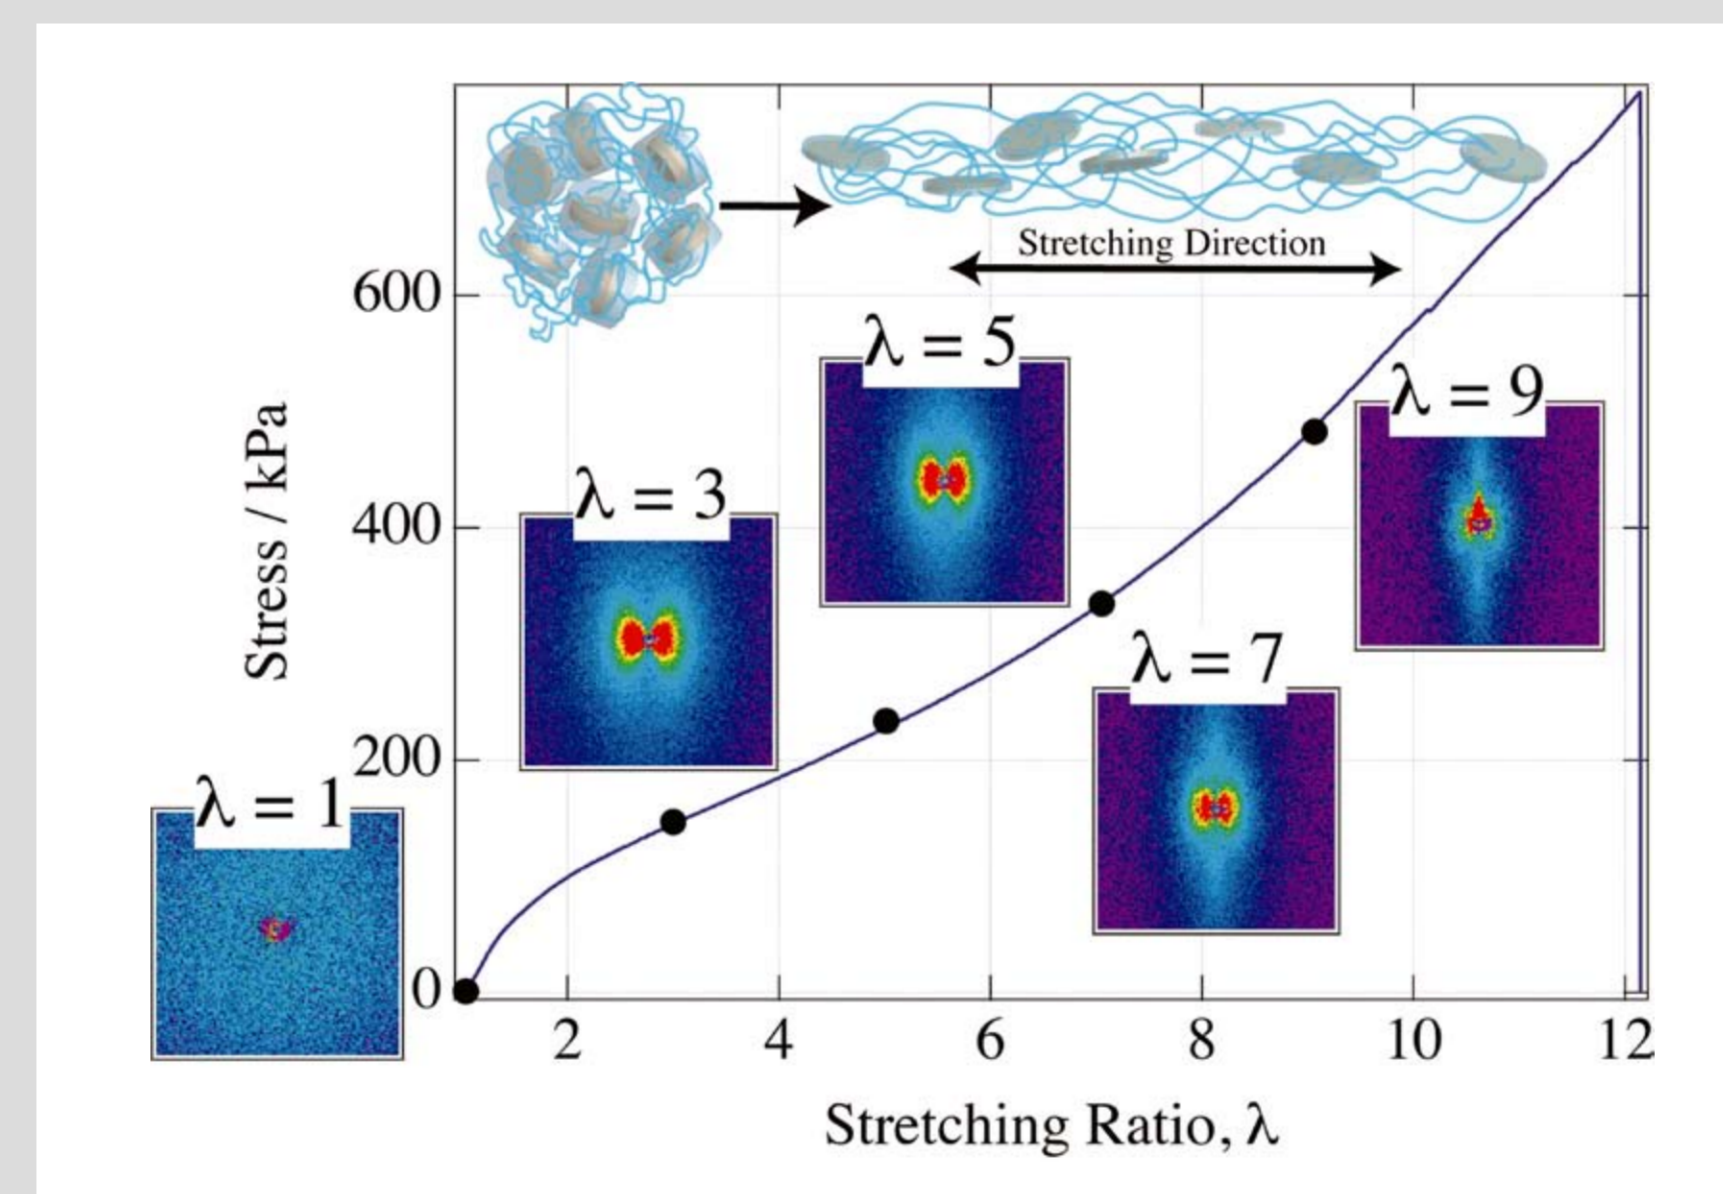 Stretching Direction
600
λ = 5
λ = 9
λ = 3
400
Stress / kPa
λ = 7
200
λ = 1
0
2 4 6 8 10 12
Stretching Ratio, λ